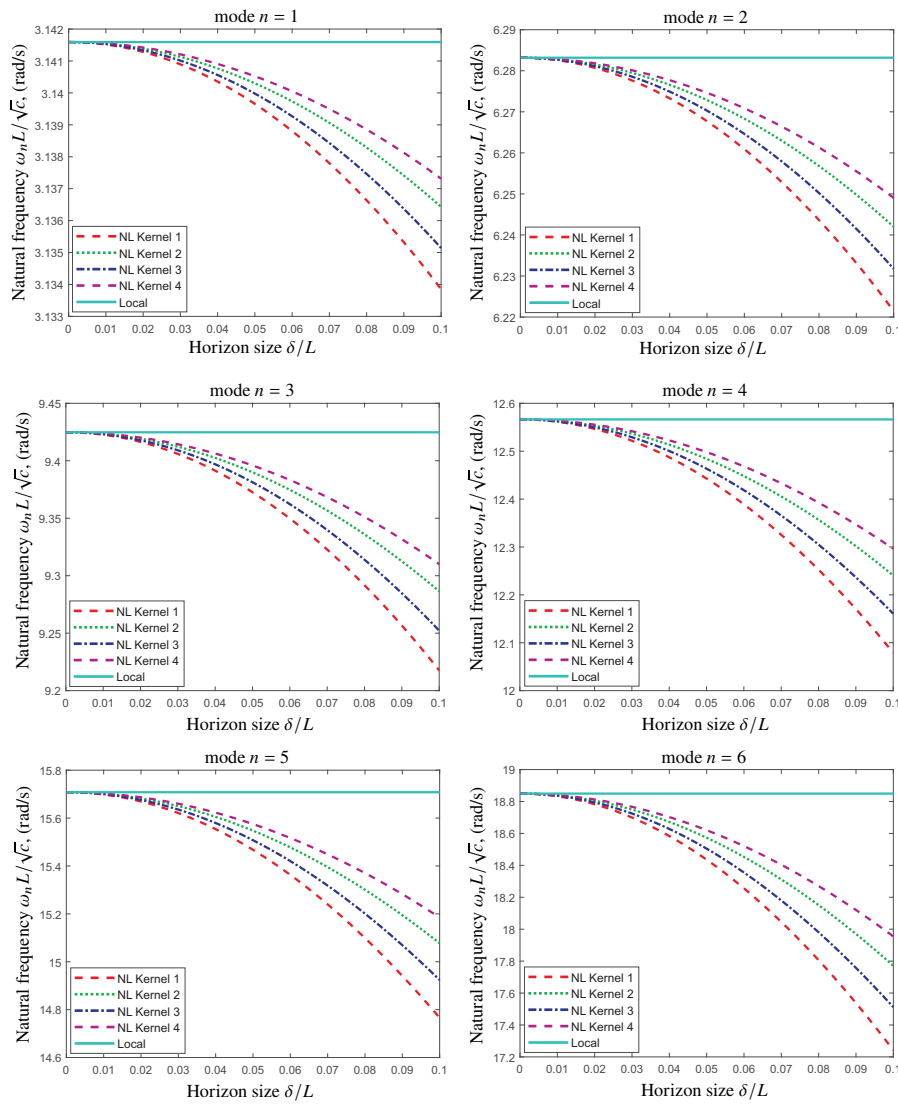 mode n = 1
Natural frequency ω_n L/√c, (rad/s)
3.142
3.141
3.14
3.139
3.138
3.137
3.136
3.135
3.134
3.133
NL Kernel 1
NL Kernel 2
NL Kernel 3
NL Kernel 4
Local
0 0.01 0.02 0.03 0.04 0.05 0.06 0.07 0.08 0.09 0.1
Horizon size δ/L
mode n = 2
Natural frequency ω_n L/√c, (rad/s)
6.29
6.28
6.27
6.26
6.25
6.24
6.23
6.22
NL Kernel 1
NL Kernel 2
NL Kernel 3
NL Kernel 4
Local
0 0.01 0.02 0.03 0.04 0.05 0.06 0.07 0.08 0.09 0.1
Horizon size δ/L
mode n = 3
Natural frequency ω_n L/√c, (rad/s)
9.45
9.4
9.35
9.3
9.25
9.2
NL Kernel 1
NL Kernel 2
NL Kernel 3
NL Kernel 4
Local
0 0.01 0.02 0.03 0.04 0.05 0.06 0.07 0.08 0.09 0.1
Horizon size δ/L
mode n = 4
Natural frequency ω_n L/√c, (rad/s)
12.6
12.5
12.4
12.3
12.2
12.1
12
NL Kernel 1
NL Kernel 2
NL Kernel 3
NL Kernel 4
Local
0 0.01 0.02 0.03 0.04 0.05 0.06 0.07 0.08 0.09 0.1
Horizon size δ/L
mode n = 5
Natural frequency ω_n L/√c, (rad/s)
15.8
15.6
15.4
15.2
15
14.8
14.6
NL Kernel 1
NL Kernel 2
NL Kernel 3
NL Kernel 4
Local
0 0.01 0.02 0.03 0.04 0.05 0.06 0.07 0.08 0.09 0.1
Horizon size δ/L
mode n = 6
Natural frequency ω_n L/√c, (rad/s)
19
18.8
18.6
18.4
18.2
18
17.8
17.6
17.4
17.2
NL Kernel 1
NL Kernel 2
NL Kernel 3
NL Kernel 4
Local
0 0.01 0.02 0.03 0.04 0.05 0.06 0.07 0.08 0.09 0.1
Horizon size δ/L